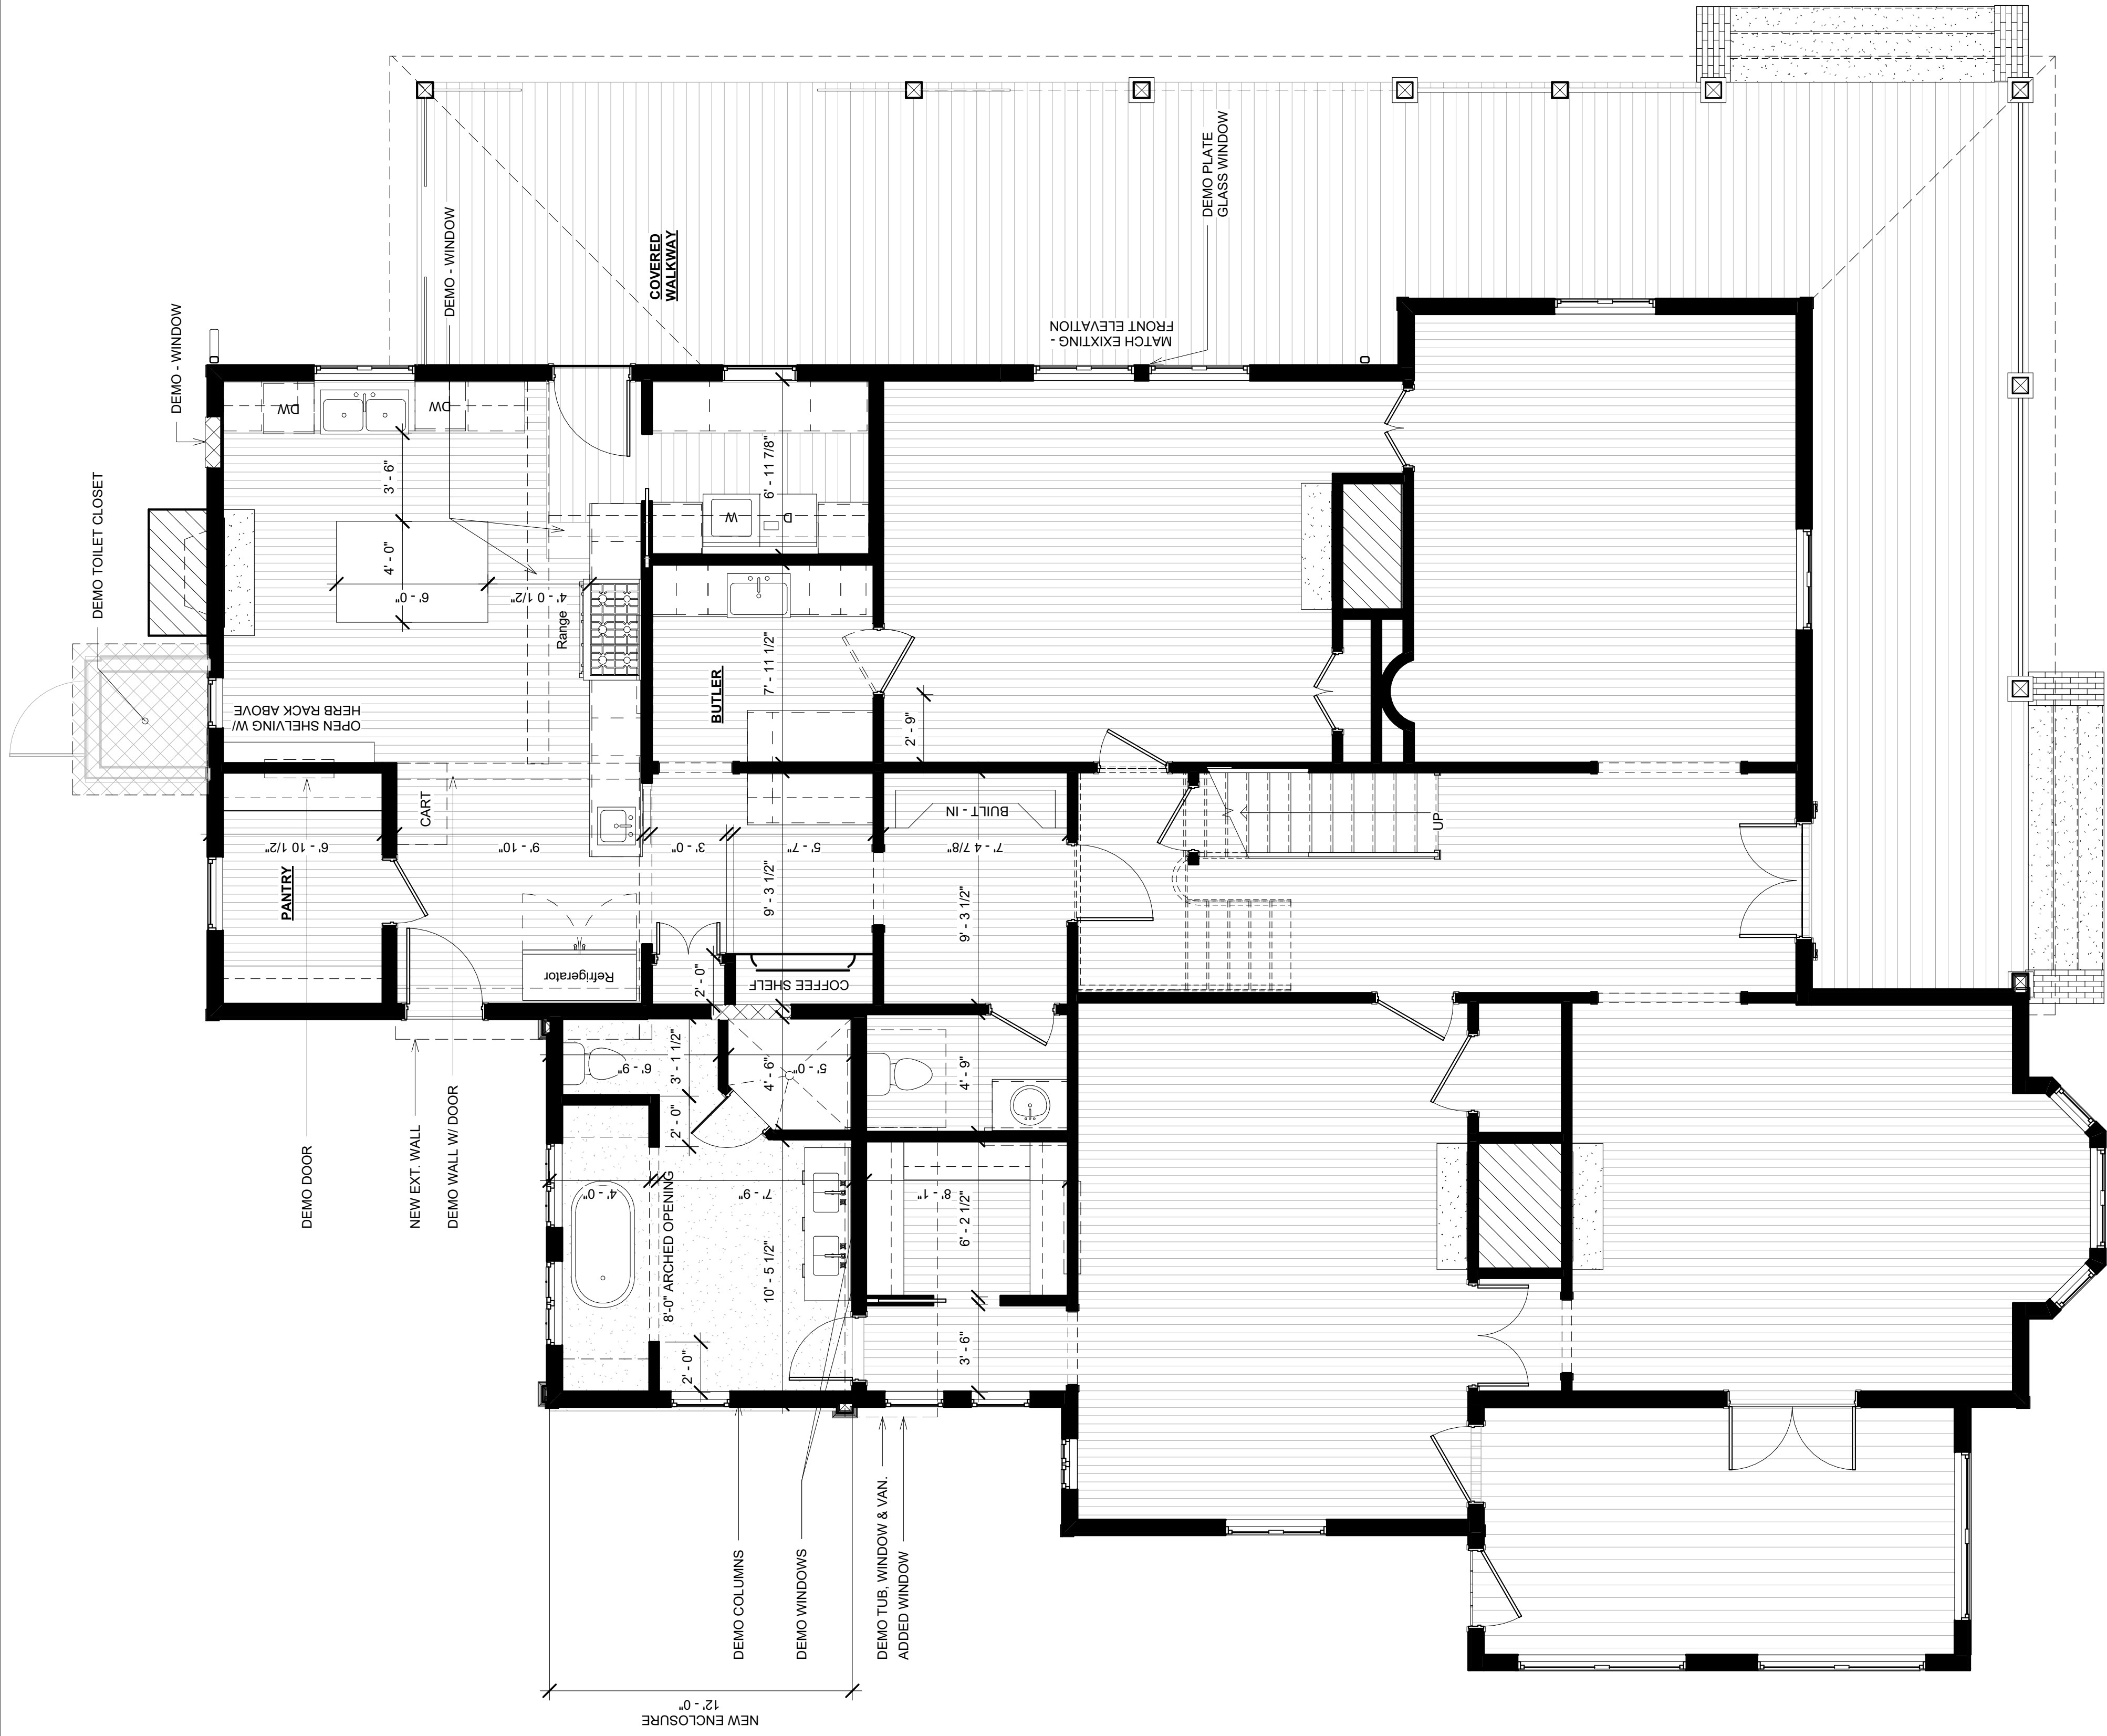 DEMO - WINDOW
DEMO TOILET CLOSET
DEMO - WINDOW
COVERED
WALKWAY
DEMO PLATE
GLASS WINDOW
MATCH EXIXTING -
FRONT ELEVATION
DW
DW
3' - 6"
4' - 0"
6' - 0"
4' - 0 1/2"
Range
OPEN SHELVING W/
HERB RACK ABOVE
W
D
6' - 11 7/8"
BUTLER
7' - 11 1/2"
2' - 9"
PANTRY
6' - 10 1/2"
CART
9' - 10"
3' - 0"
5' - 7"
7' - 4 7/8"
BUILT - IN
9' - 3 1/2"
9' - 3 1/2"
UP
Refrigerator
2' - 0"
COFFEE SHELF
6' - 9"
3' - 1 1/2"
2' - 0"
4' - 6"
5' - 0"
4' - 9"
DEMO DOOR
NEW EXT. WALL
DEMO WALL W/ DOOR
4' - 0"
8'-0" ARCHED OPENING
7' - 9"
10' - 5 1/2"
8' - 1"
6' - 2 1/2"
2' - 0"
3' - 6"
DEMO COLUMNS
DEMO WINDOWS
DEMO TUB, WINDOW & VAN.
ADDED WINDOW
12' - 0"
NEW ENCLOSURE